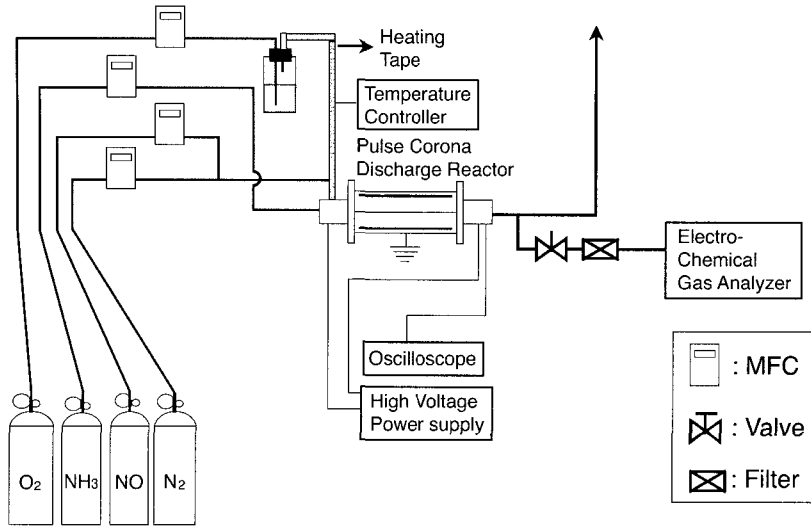 Heating
Tape
Temperature
Controller
Pulse Corona
Discharge Reactor
Electro-
Chemical
Gas Analyzer
Oscilloscope
High Voltage
Power supply
: MFC
: Valve
: Filter
O₂
NH₃
NO
N₂